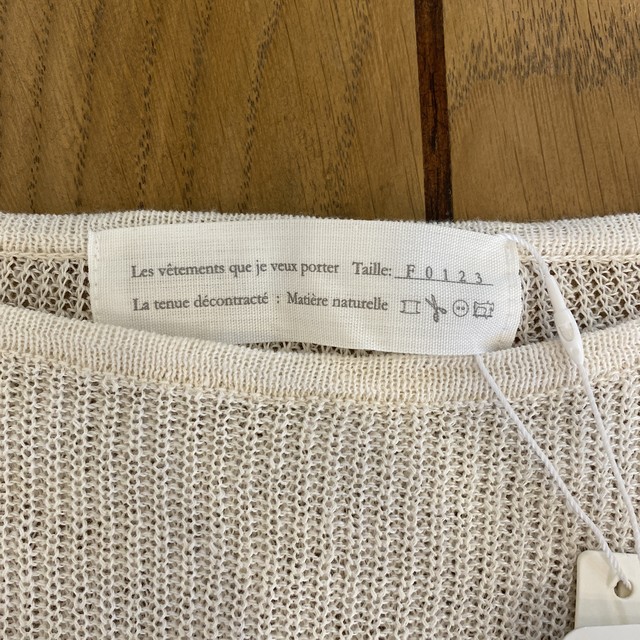 Les vêtements que je veux porter Taille: F 0 1 2 3
La tenue décontracté : Matière naturelle